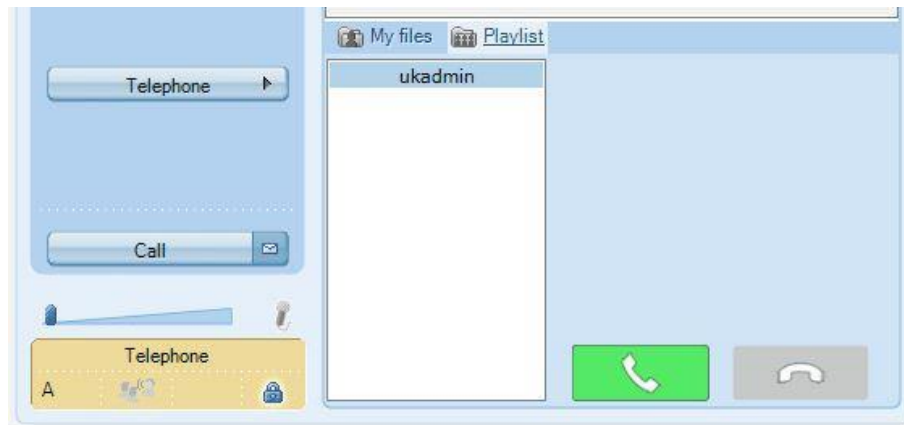 My files Playlist
Telephone
ukadmin
Call
Telephone
A